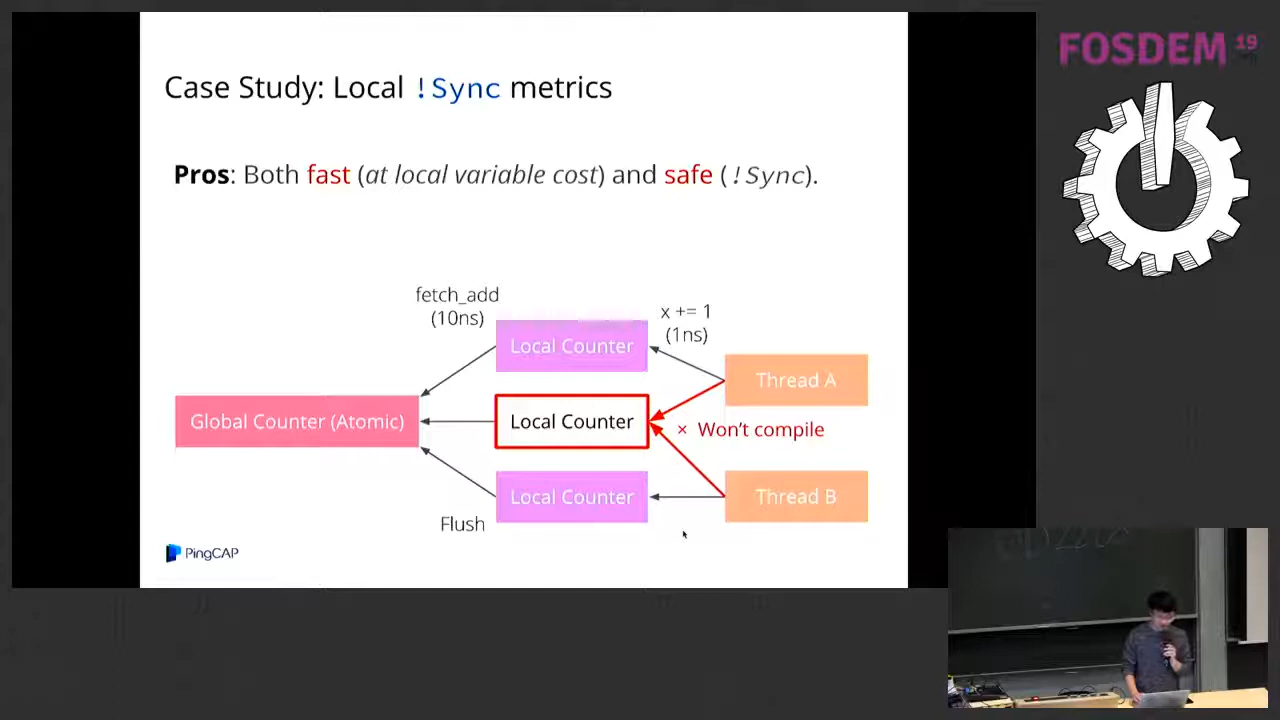 FOSDEM 19
Case Study: Local !Sync metrics
Pros: Both fast (at local variable cost) and safe (!Sync).
fetch_add
(10ns)
x += 1
(1ns)
Local Counter
Thread A
Global Counter (Atomic)
Local Counter
× Won't compile
Local Counter
Thread B
Flush
PingCAP